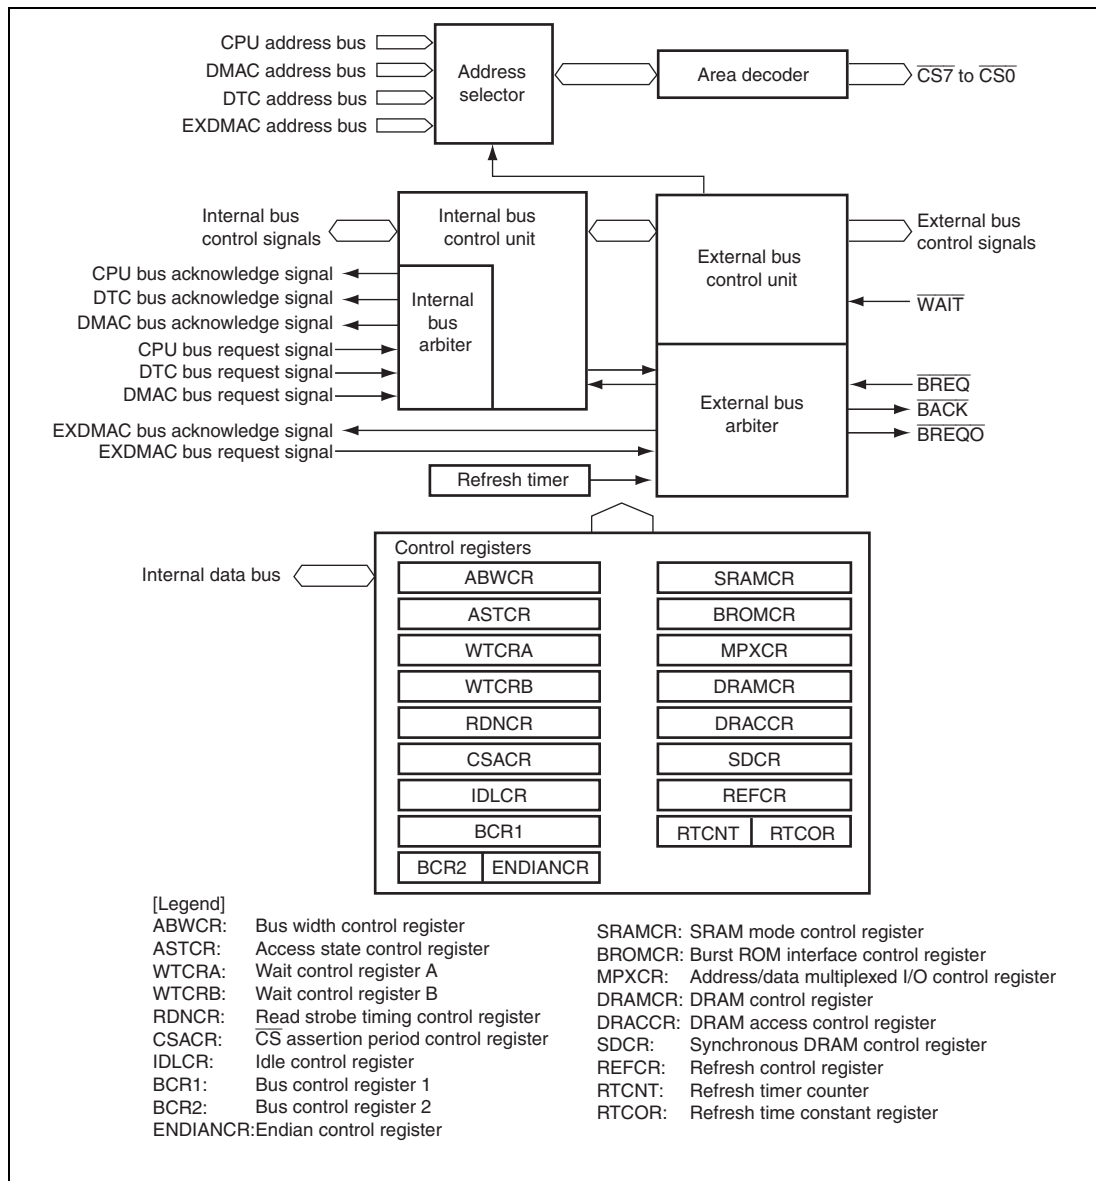 CPU address bus
DMAC address bus
DTC address bus
EXDMAC address bus
Address
selector
Area decoder
CS7 to CS0
Internal bus
control signals
Internal bus
control unit
External bus
control unit
External bus
control signals
CPU bus acknowledge signal
DTC bus acknowledge signal
DMAC bus acknowledge signal
CPU bus request signal
DTC bus request signal
DMAC bus request signal
Internal
bus
arbiter
WAIT
EXDMAC bus acknowledge signal
EXDMAC bus request signal
External bus
arbiter
BREQ
BACK
BREQO
Refresh timer
Internal data bus
Control registers
ABWCR
ASTCR
WTCRA
WTCRB
RDNCR
CSACR
IDLCR
BCR1
BCR2 ENDIANCR
SRAMCR
BROMCR
MPXCR
DRAMCR
DRACCR
SDCR
REFCR
RTCNT RTCOR
[Legend]
ABWCR: Bus width control register
ASTCR: Access state control register
WTCRA: Wait control register A
WTCRB: Wait control register B
RDNCR: Read strobe timing control register
CSACR: CS assertion period control register
IDLCR: Idle control register
BCR1: Bus control register 1
BCR2: Bus control register 2
ENDIANCR:Endian control register
SRAMCR: SRAM mode control register
BROMCR: Burst ROM interface control register
MPXCR: Address/data multiplexed I/O control register
DRAMCR: DRAM control register
DRACCR: DRAM access control register
SDCR: Synchronous DRAM control register
REFCR: Refresh control register
RTCNT: Refresh timer counter
RTCOR: Refresh time constant register